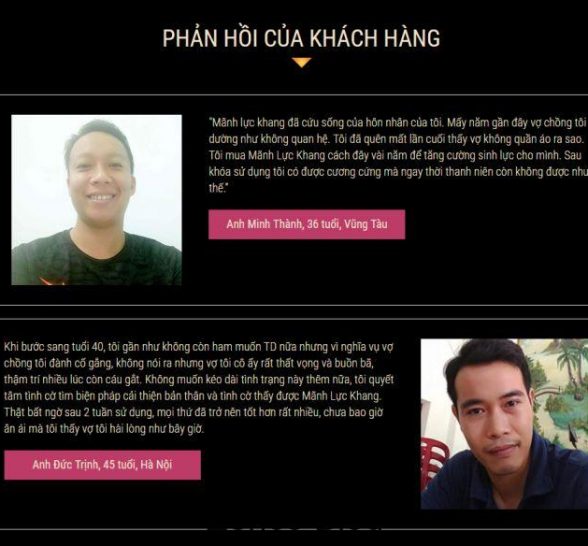 PHẢN HỒI CỦA KHÁCH HÀNG
"Mãnh lực khang đã cứu sống của hôn nhân của tôi. Mấy năm gần đây vợ chồng tôi
dường như không quan hệ. Tôi đã quên mất lần cuối thấy vợ không quần áo ra sao.
Tôi mua Mãnh Lực Khang cách đây vài năm để tăng cường sinh lực cho mình. Sau
khóa sử dụng tôi có được cương cứng mà ngay thời thanh niên còn không được như
thế."
Anh Minh Thành, 36 tuổi, Vũng Tàu
Khi bước sang tuổi 40, tôi gần như không còn ham muốn TD nữa nhưng vì nghĩa vụ vợ
chồng tôi đành cố gắng, không nói ra nhưng vợ tôi cô ấy rất thất vọng và buồn bã,
thậm trí nhiều lúc còn cáu gắt. Không muốn kéo dài tình trạng này thêm nữa, tôi quyết
tâm tình cờ tìm biện pháp cái thiện bản thân và tình cờ thấy được Mãnh Lực Khang.
Thật bất ngờ sau 2 tuần sử dụng, mọi thứ đã trở nên tốt hơn rất nhiều, chưa bao giờ
ân ái mà tôi thấy vợ tôi hài lòng như bây giờ.
Anh Đức Trịnh, 45 tuổi, Hà Nội